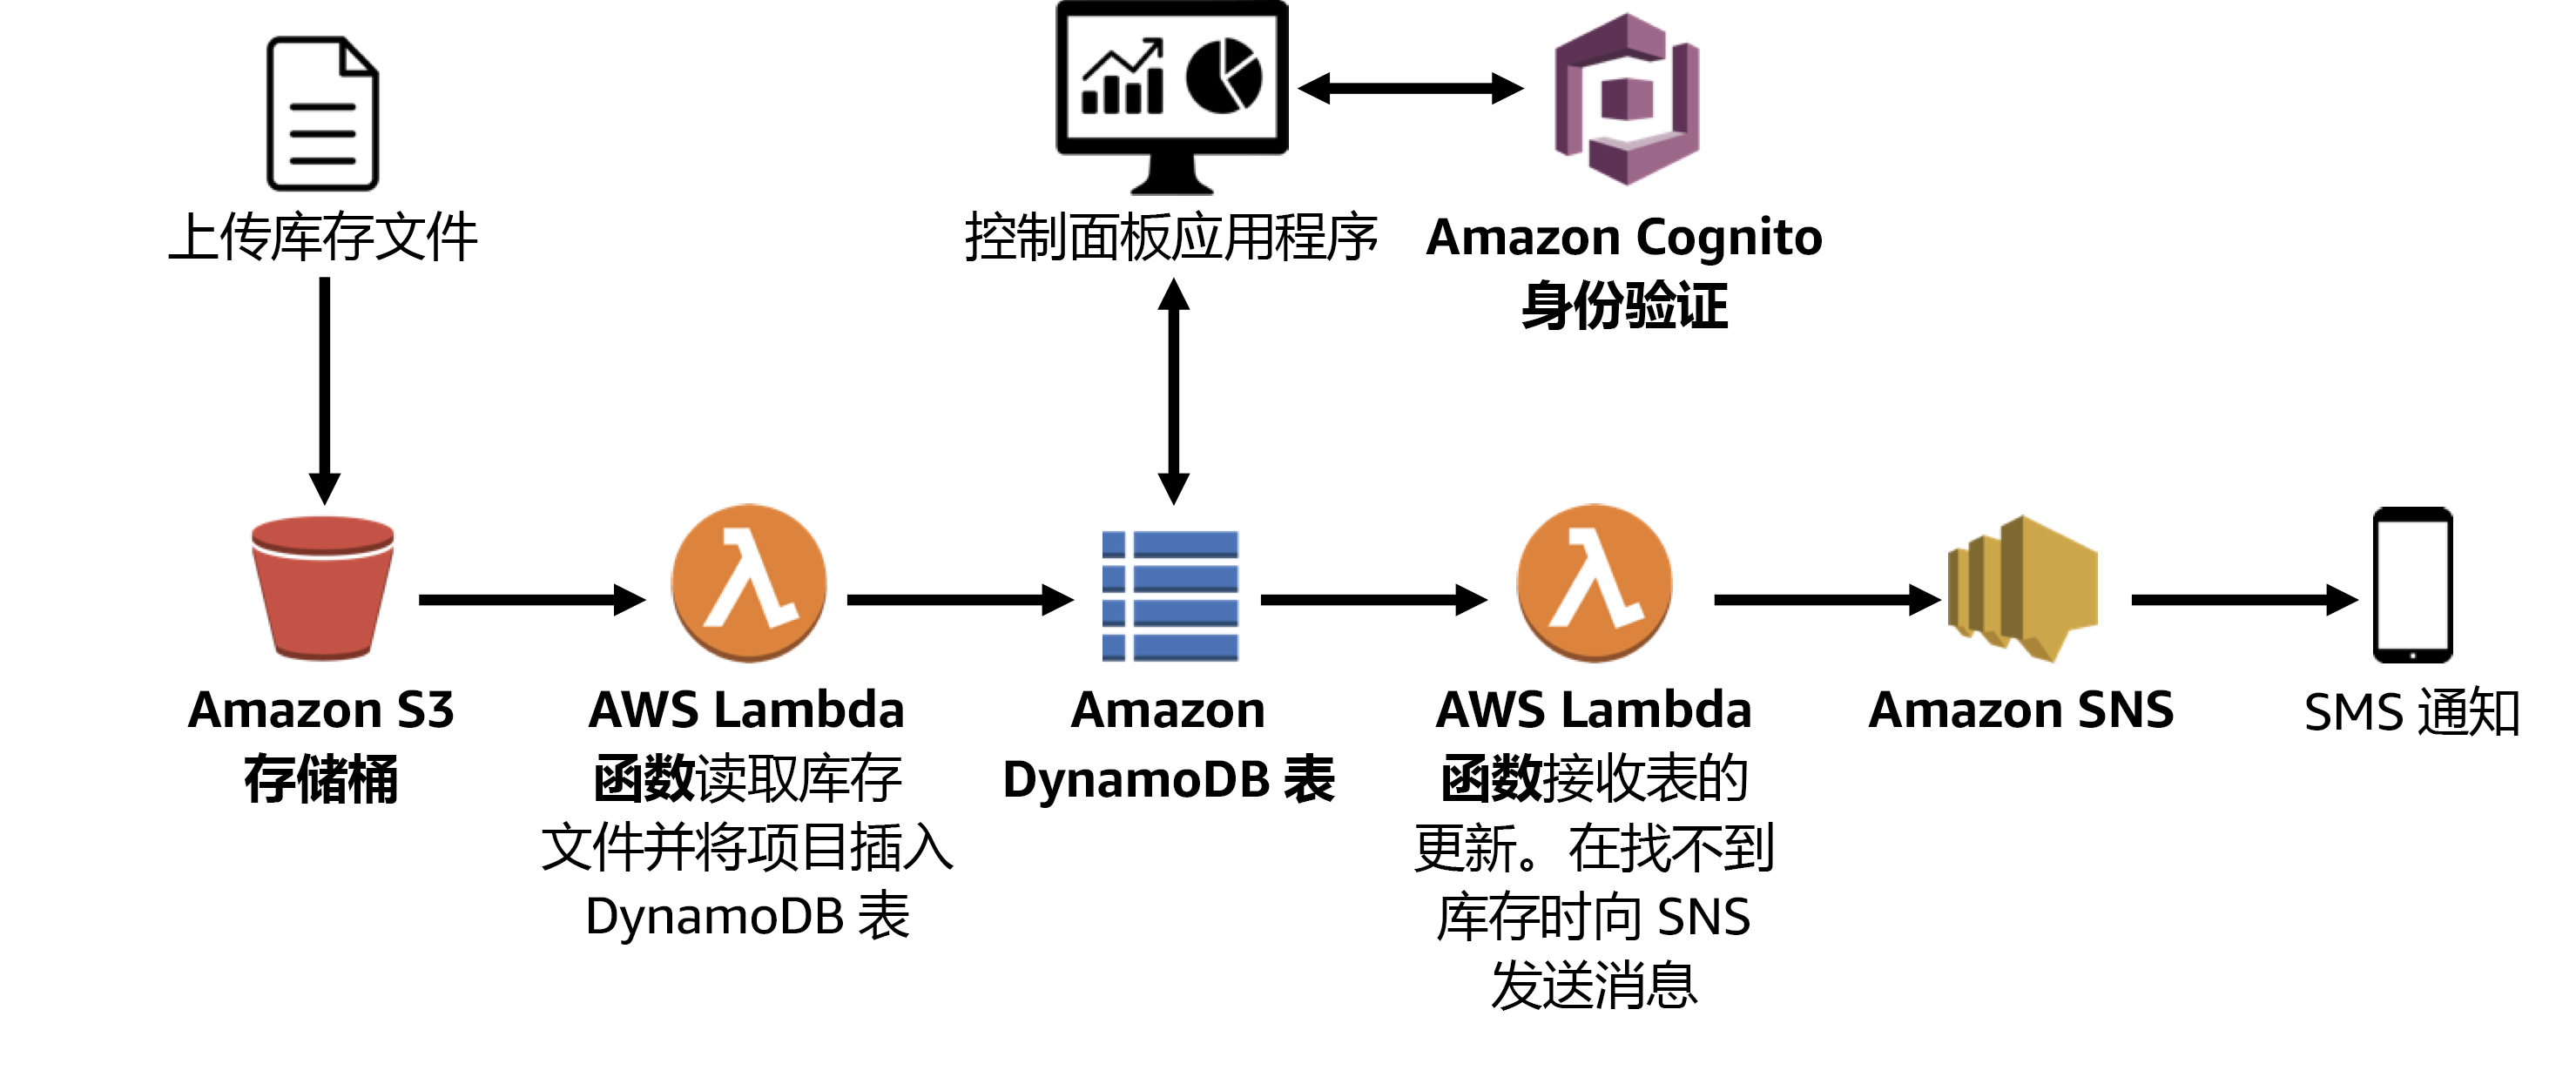 上传库存文件
控制面板应用程序
Amazon Cognito
身份验证
Amazon S3
存储桶
AWS Lambda
函数读取库存
文件并将项目插入
DynamoDB 表
Amazon
DynamoDB 表
AWS Lambda
函数接收表的
更新。在找不到
库存时向 SNS
发送消息
Amazon SNS
SMS 通知